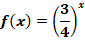 f(x) = (3/4)^x